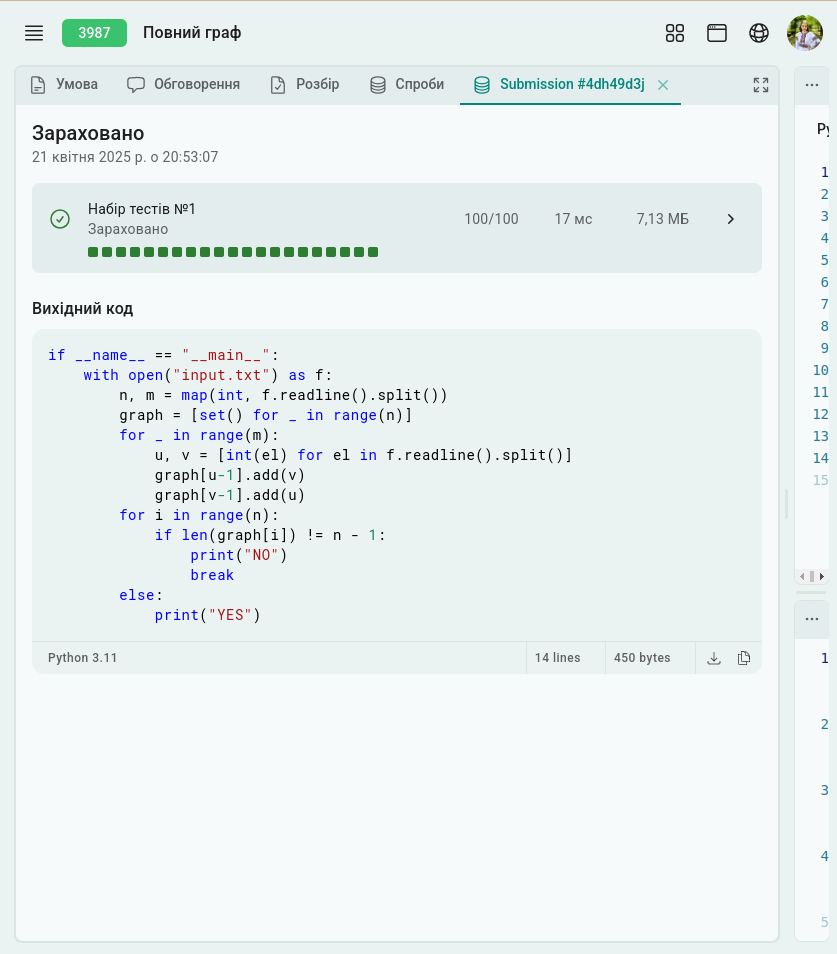 3987 Повний граф
Умова Обговорення Розбір Спроби Submission #4dh49d3j
Зараховано
21 квітня 2025 р. о 20:53:07
Набір тестів №1
Зараховано
100/100 17 мс 7,13 МБ
Вихідний код
if __name__ == "__main__":
    with open("input.txt") as f:
        n, m = map(int, f.readline().split())
        graph = [set() for _ in range(n)]
        for _ in range(m):
            u, v = [int(el) for el in f.readline().split()]
            graph[u-1].add(v)
            graph[v-1].add(u)
        for i in range(n):
            if len(graph[i]) != n - 1:
                print("NO")
                break
        else:
            print("YES")
Python 3.11 14 lines 450 bytes
1
2
3
4
5
6
7
8
9
10
11
12
13
14
15
1
2
3
4
5